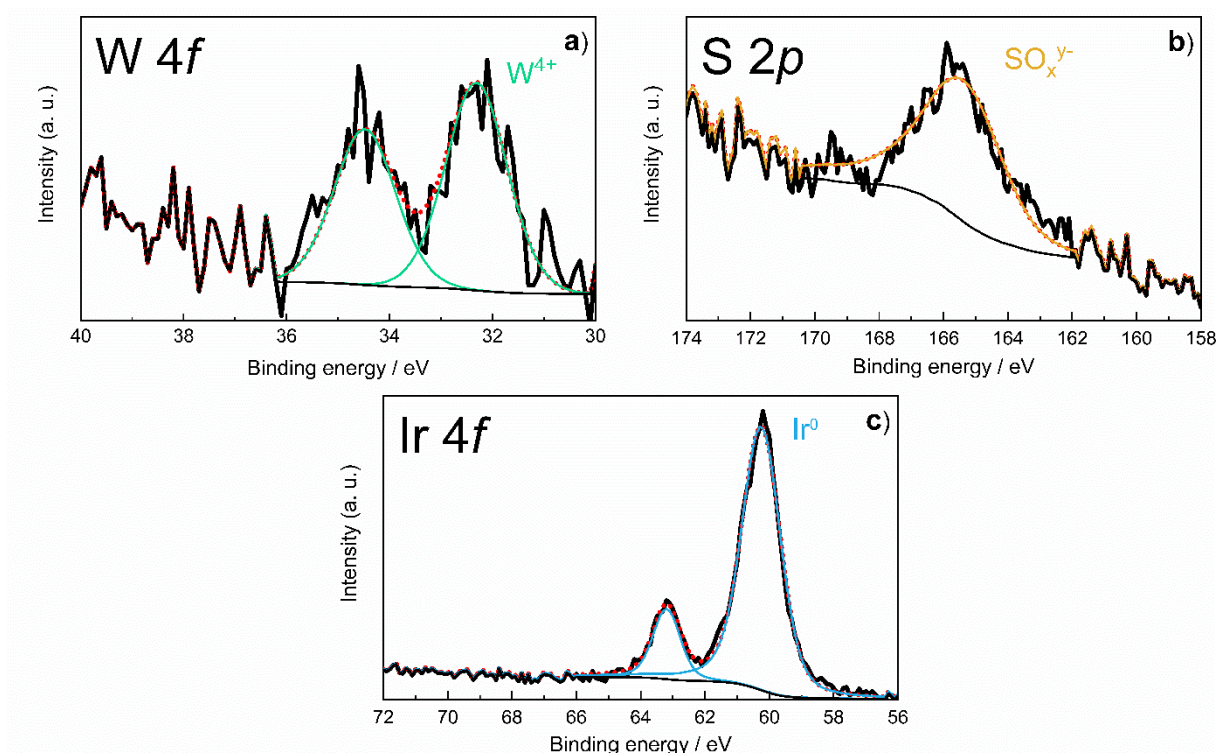 W 4f
a)
W⁴⁺
Intensity (a. u.)
40 38 36 34 32 30
Binding energy / eV
S 2p
SOₓʸ⁻
b)
Intensity (a. u.)
174 172 170 168 166 164 162 160 158
Binding energy / eV
Ir 4f
Ir⁰
c)
Intensity (a. u.)
72 70 68 66 64 62 60 58 56
Binding energy / eV